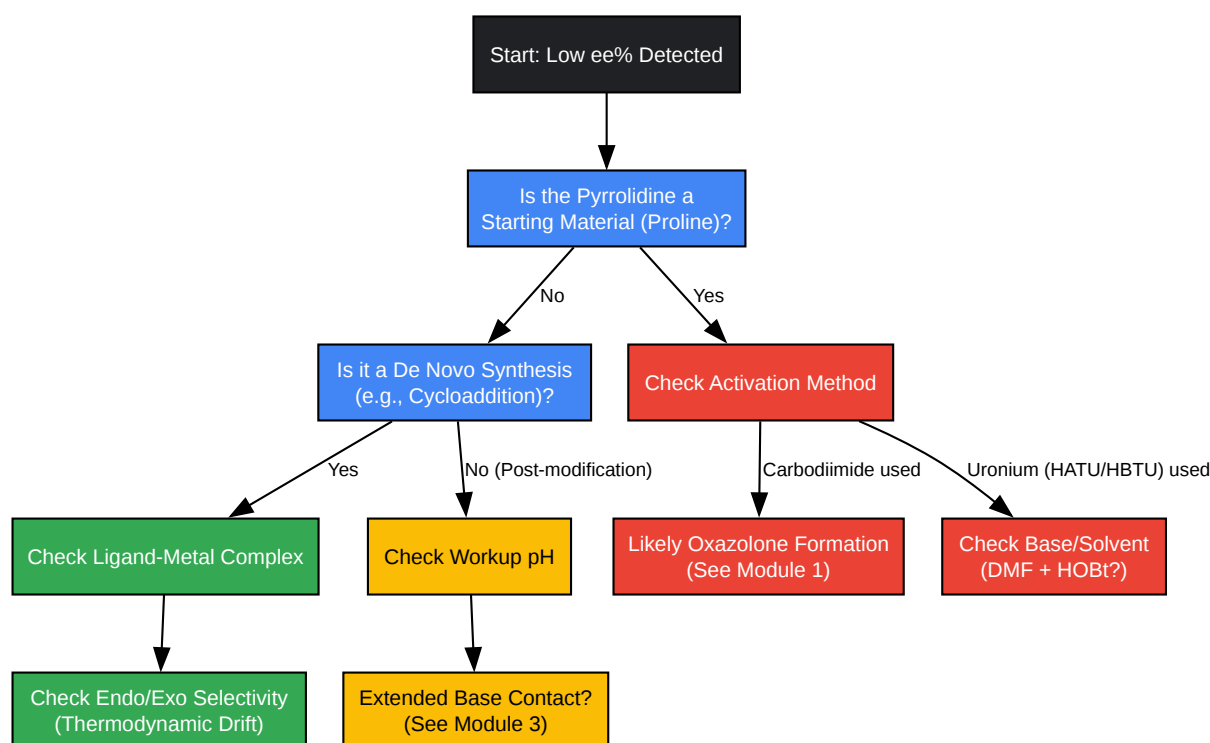 Start: Low ee% Detected
Is the Pyrrolidine a
Starting Material (Proline)?
No
Yes
Is it a De Novo Synthesis
(e.g., Cycloaddition)?
Check Activation Method
Yes
No (Post-modification)
Carbodiimide used
Uronium (HATU/HBTU) used
Check Ligand-Metal Complex
Check Workup pH
Likely Oxazolone Formation
(See Module 1)
Check Base/Solvent
(DMF + HOBt?)
Check Endo/Exo Selectivity
(Thermodynamic Drift)
Extended Base Contact?
(See Module 3)